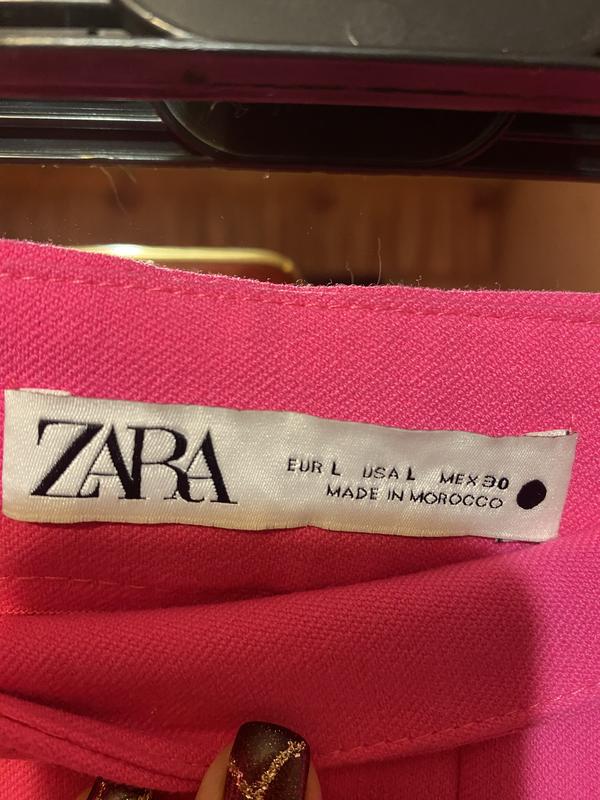 ZARA
EUR L USA L MEX 30
MADE IN MOROCCO